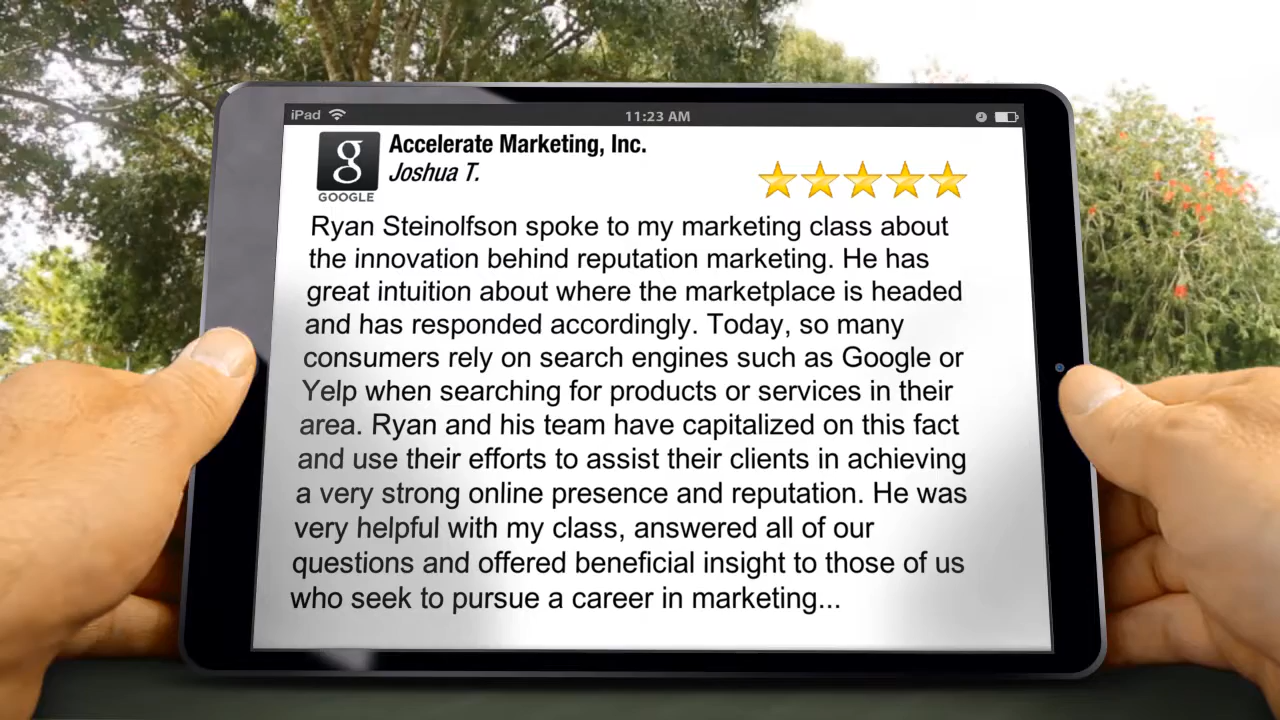 iPad 11:23 AM
g Accelerate Marketing, Inc.
Joshua T.
GOOGLE
Ryan Steinolfson spoke to my marketing class about
the innovation behind reputation marketing. He has
great intuition about where the marketplace is headed
and has responded accordingly. Today, so many
consumers rely on search engines such as Google or
Yelp when searching for products or services in their
area. Ryan and his team have capitalized on this fact
and use their efforts to assist their clients in achieving
a very strong online presence and reputation. He was
very helpful with my class, answered all of our
questions and offered beneficial insight to those of us
who seek to pursue a career in marketing...